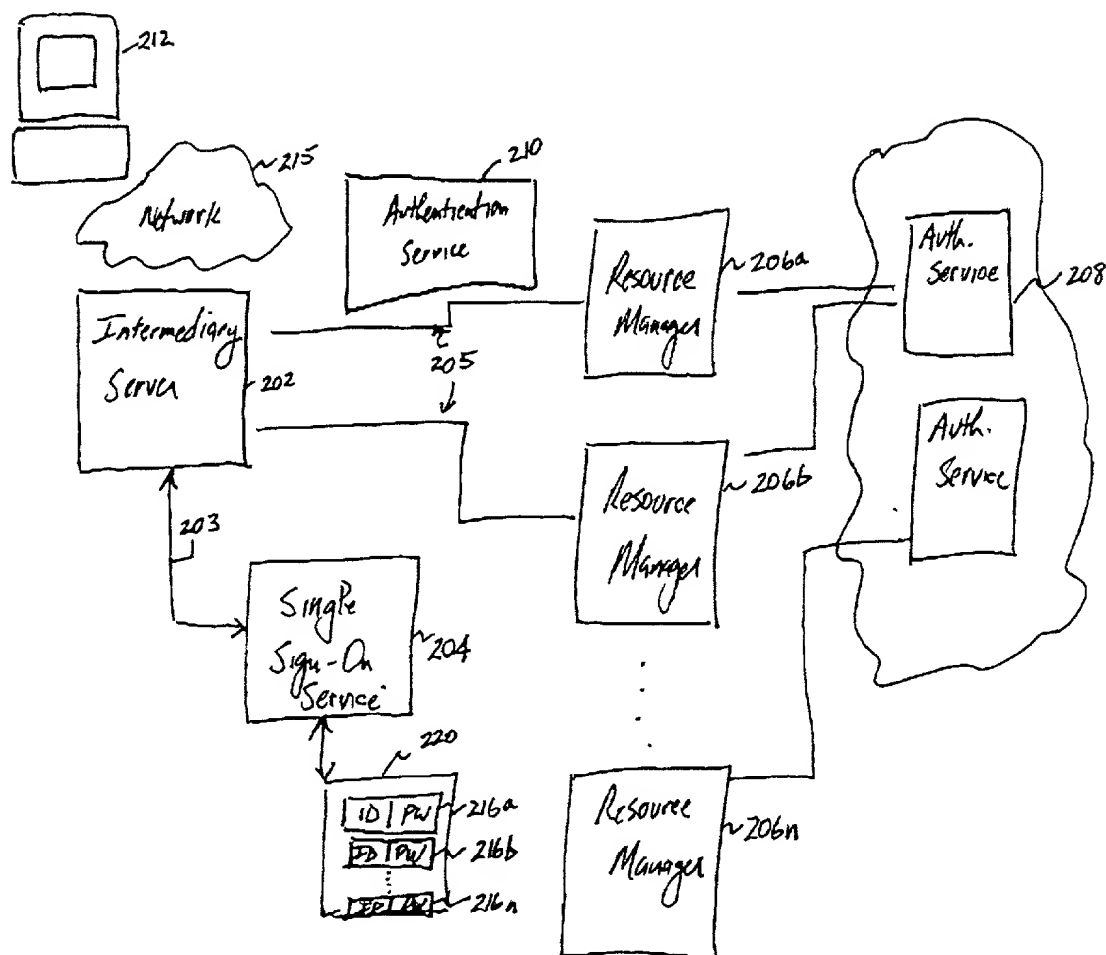 212
215
Network
210
Authentication
Service
Resource
Manager
206a
Auth.
Service
208
Intermediary
Server
202
205
Resource
Manager
206b
Auth.
Service
203
Single
Sign-On
Service
204
220
ID PW
216a
ID PW
216b
216n
Resource
Manager
206n